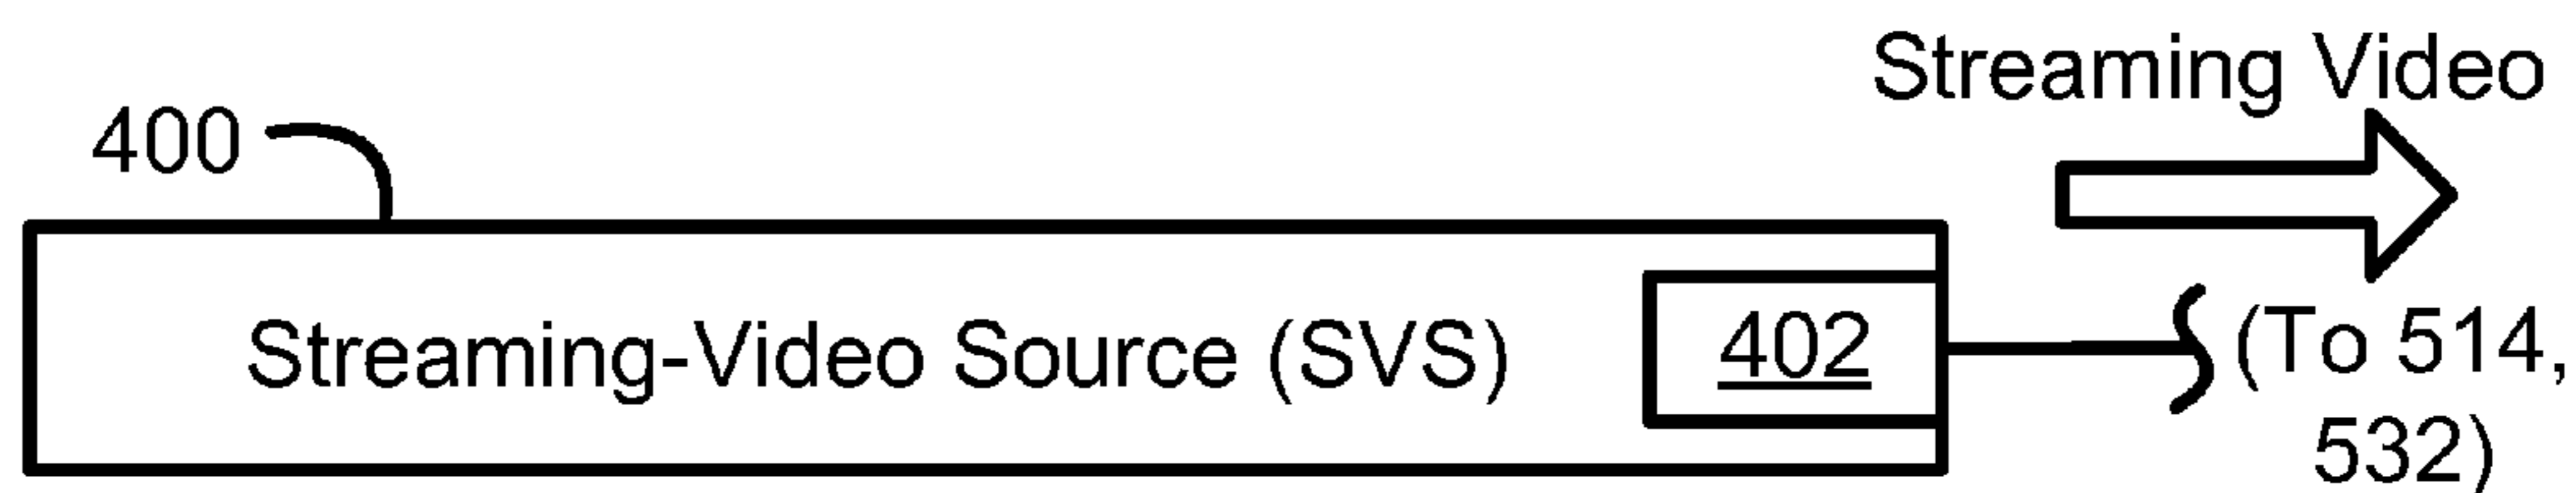 Streaming Video
400
Streaming-Video Source (SVS)
402
(To 514,
532)